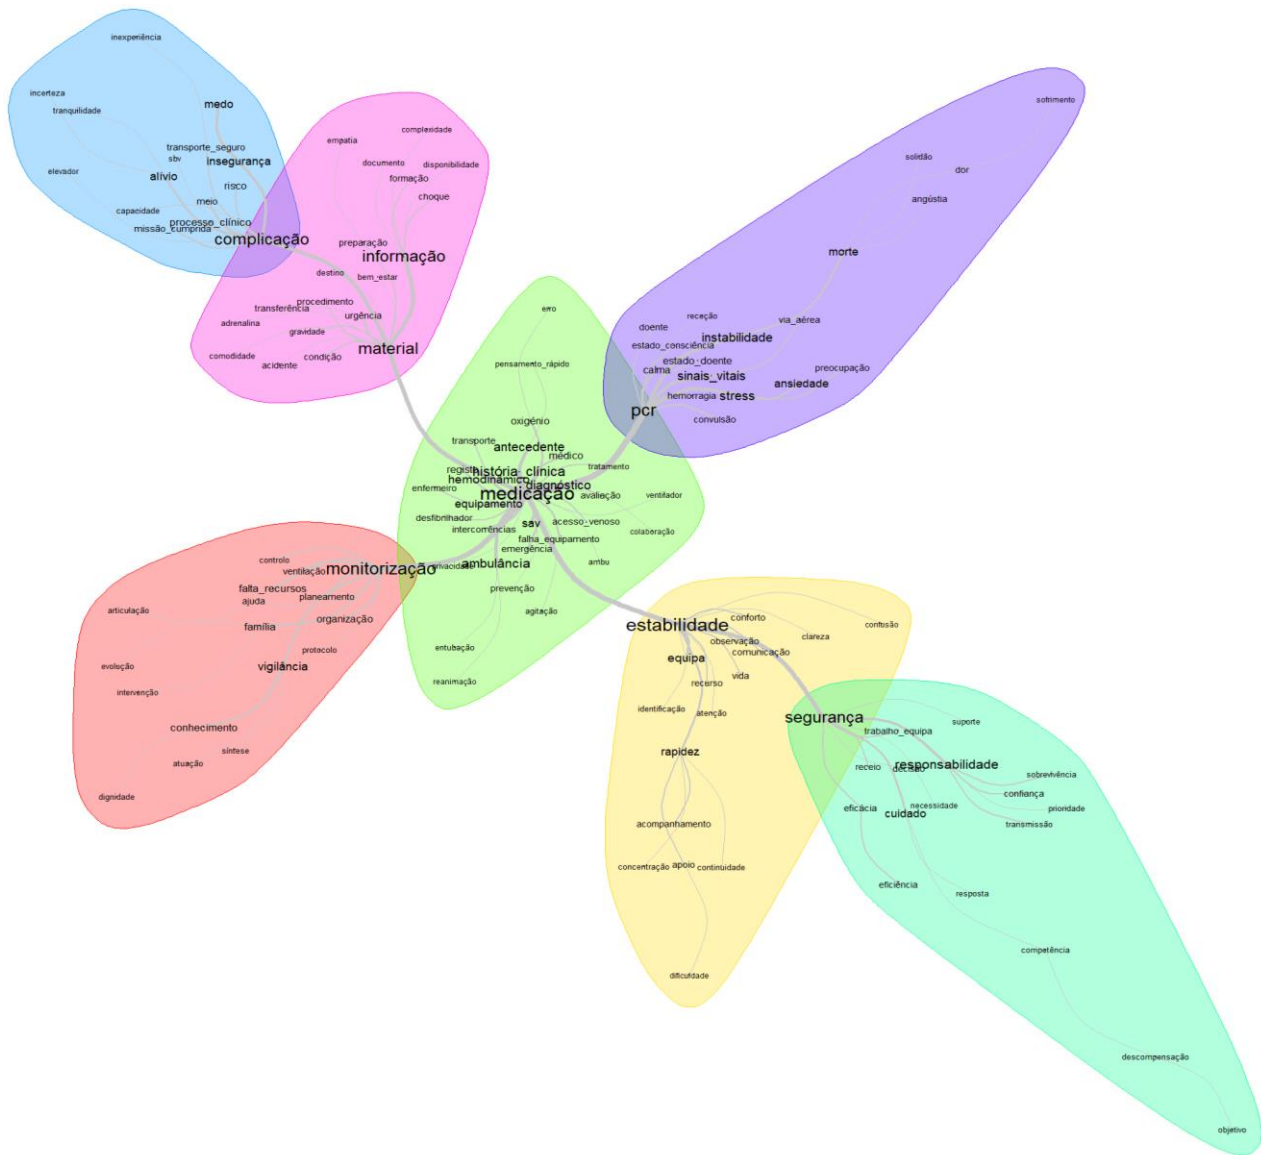 inexperiência
incerteza
tranquilidade
medo
transporte_seguro
sbv
insegurança
elevador
alívio
risco
meio
capacidade
processo_clínico
missão_cumprida
complicação
empatia
complexidade
documento
disponibilidade
formação
choque
preparação
informação
destino
bem_estar
procedimento
transferência
urgência
adrenalina
gravidade
material
comodidade
condição
acidente
sofrimento
solidão
dor
angústia
morte
receção
via_aérea
doente
instabilidade
estado_consciência
estado_doente
calma
sinais_vitais
preocupação
ansiedade
hemorragia
stress
pcr
convulsão
erro
pensamento_rápido
oxigénio
transporte
antecedente
médico
registo
história_clínica
tratamento
hemodinâmico
diagnóstico
enfermeiro
medicação
avaliação
ventilador
equipamento
desfibrilhador
sav
acesso_venoso
intercorrências
colaboração
falha_equipamento
emergência
ambulância
privacidade
ambu
prevenção
agitação
entubação
reanimação
controlo
monitorização
ventilação
falta_recursos
ajuda
planeamento
articulação
família
organização
protocolo
evolução
vigilância
intervenção
conhecimento
síntese
atuação
dignidade
estabilidade
conforto
confusão
observação
clareza
equipa
comunicação
recurso
vida
identificação
atenção
rapidez
acompanhamento
concentração
apoio
continuidade
dificuldade
segurança
suporte
trabalho_equipa
receio
decisão
responsabilidade
sobrevivência
confiança
eficácia
necessidade
prioridade
cuidado
transmissão
eficiência
resposta
competência
descompensação
objetivo